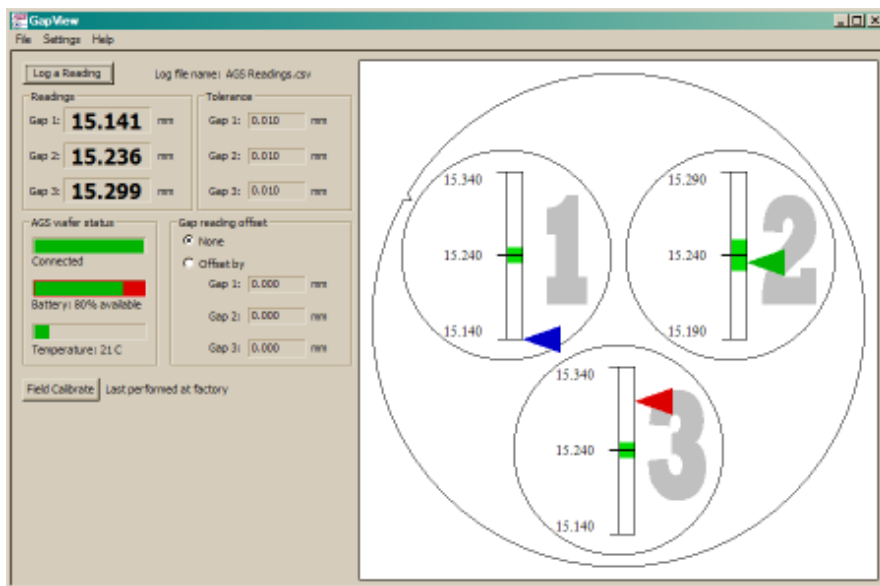 GapView
File Settings Help
Log a Reading Log file name: AGS Readings.csv
Readings
Gap 1: 15.141 mm
Gap 2: 15.236 mm
Gap 3: 15.299 mm
Tolerance
Gap 1: 0.010 mm
Gap 2: 0.010 mm
Gap 3: 0.010 mm
AGS wafer status
Connected
Battery: 80% available
Temperature: 21 C
Gap reading offset
None
Offset by
Gap 1: 0.000 mm
Gap 2: 0.000 mm
Gap 3: 0.000 mm
Field Calibrate Last performed at factory
15.340
15.240
15.140
1
15.290
15.240
15.190
2
15.340
15.240
15.140
3